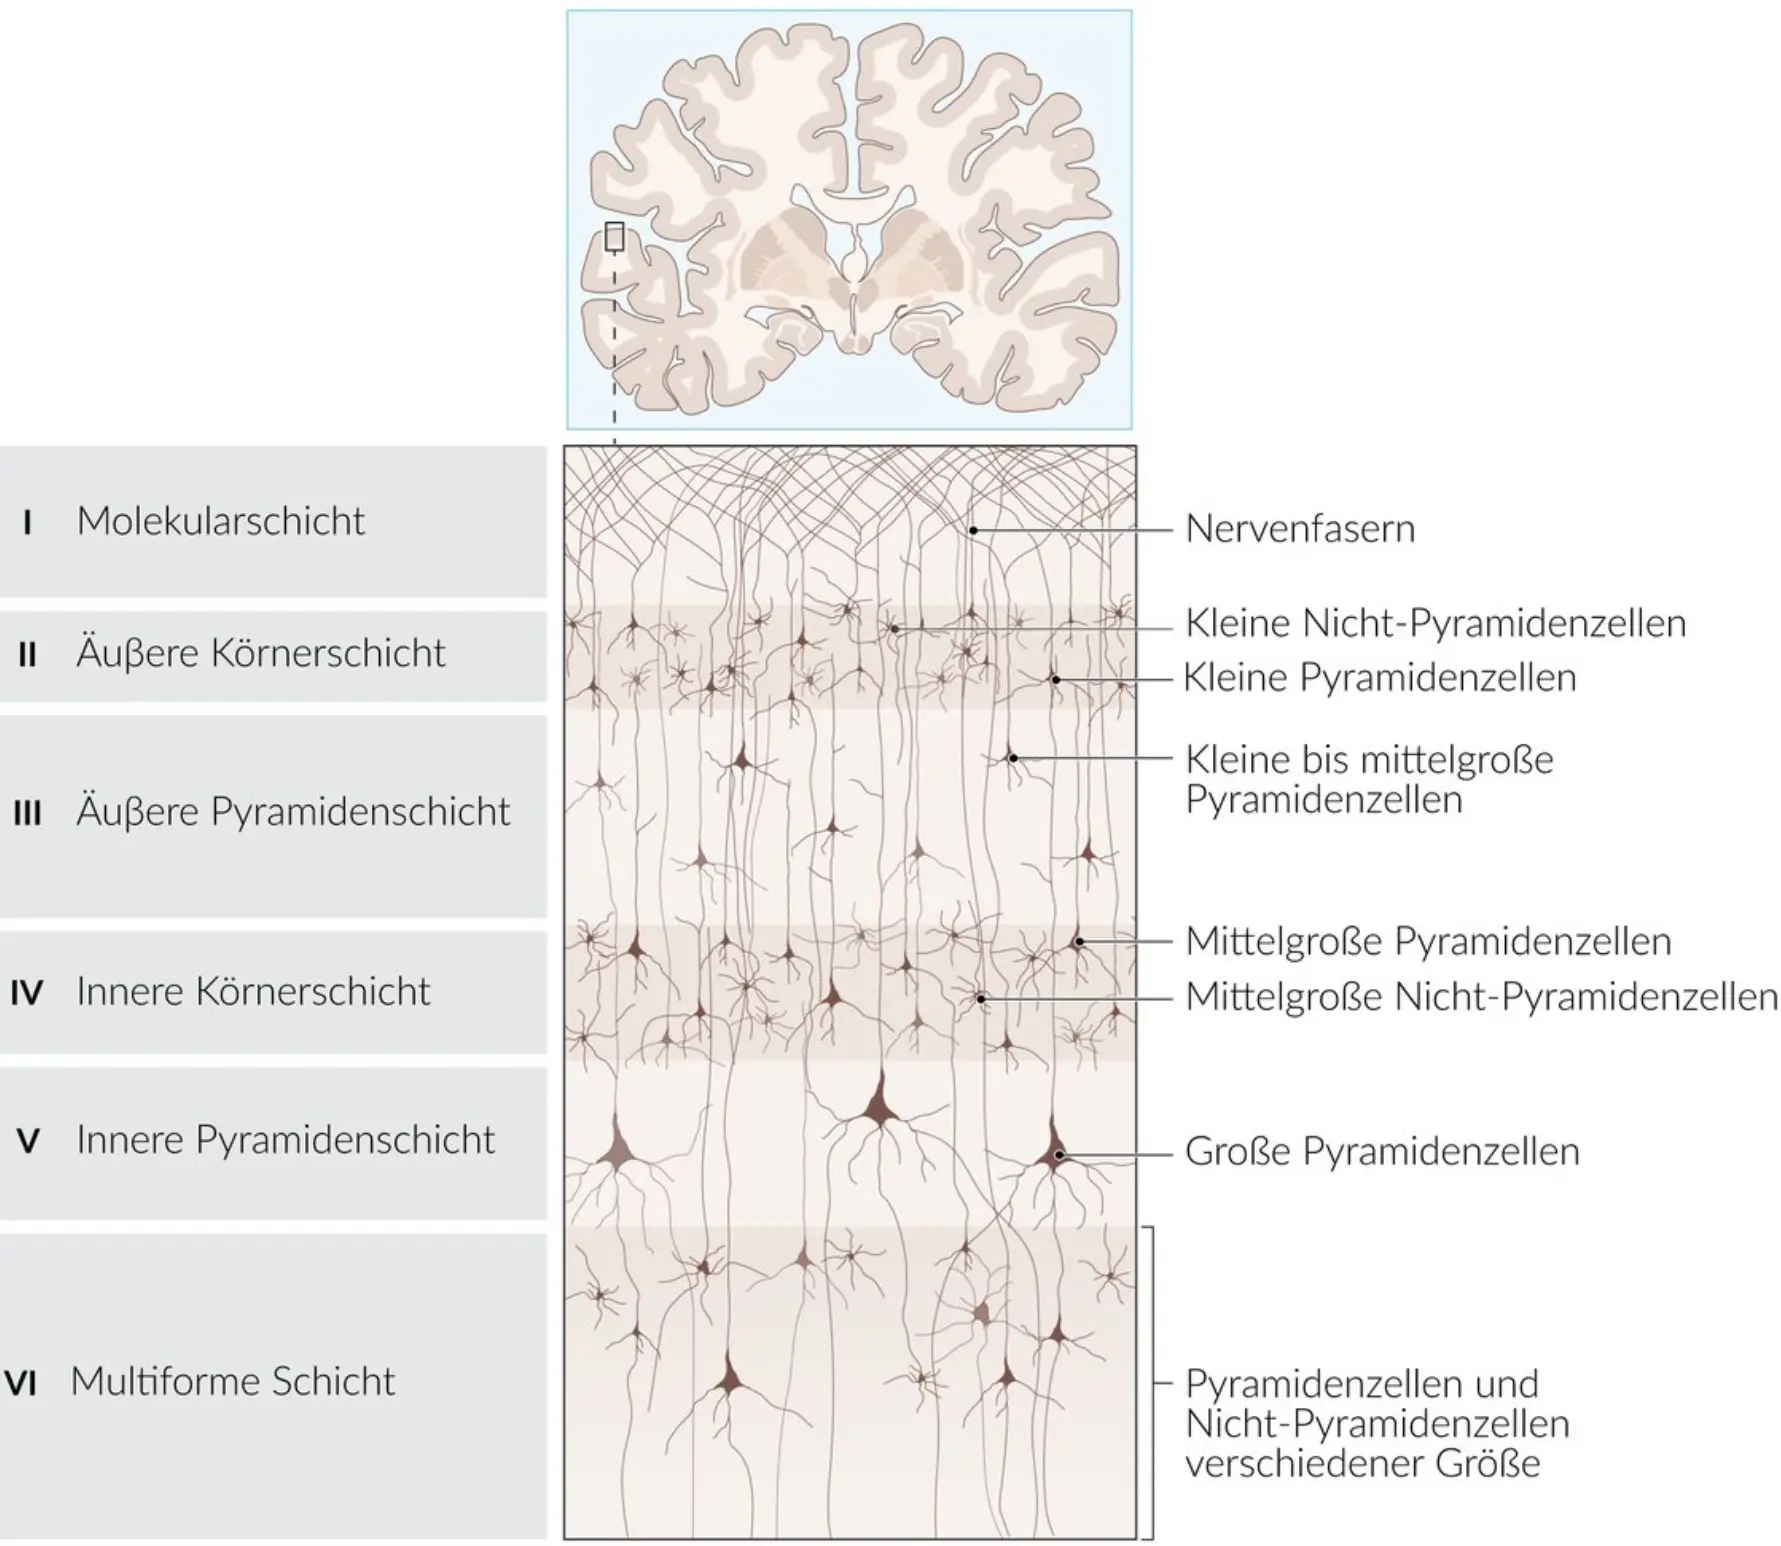 I Molekularschicht
Nervenfasern
II Äußere Körnerschicht
Kleine Nicht-Pyramidenzellen
Kleine Pyramidenzellen
III Äußere Pyramidenschicht
Kleine bis mittelgroße
Pyramidenzellen
IV Innere Körnerschicht
Mittelgroße Pyramidenzellen
Mittelgroße Nicht-Pyramidenzellen
V Innere Pyramidenschicht
Große Pyramidenzellen
VI Multiforme Schicht
Pyramidenzellen und
Nicht-Pyramidenzellen
verschiedener Größe